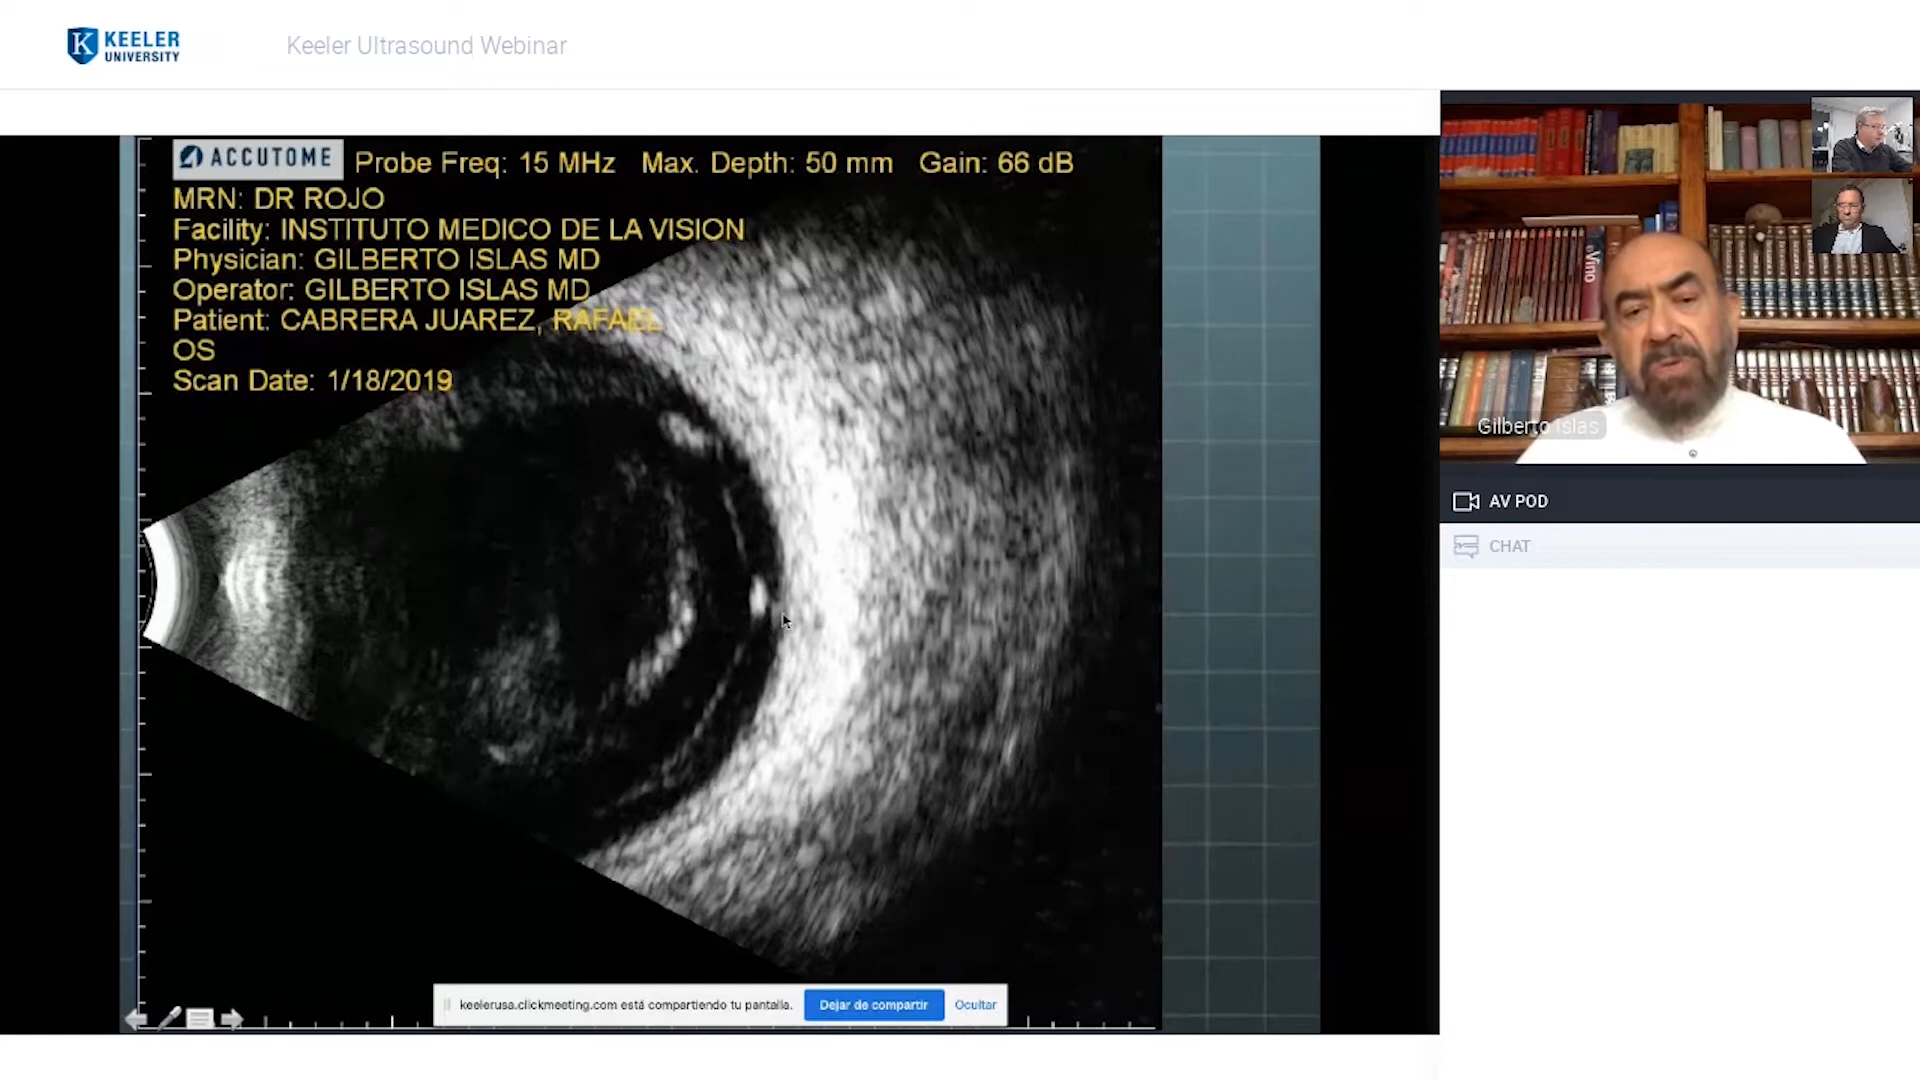 KEELER
UNIVERSITY
Keeler Ultrasound Webinar
ACCUTOME
Probe Freq: 15 MHz Max. Depth: 50 mm Gain: 66 dB
MRN: DR ROJO
Facility: INSTITUTO MEDICO DE LA VISION
Physician: GILBERTO ISLAS MD
Operator: GILBERTO ISLAS MD
Patient: CABRERA JUAREZ, RAFAEL
OS
Scan Date: 1/18/2019
Vino
Gilberto Islas
AV POD
CHAT
keelerusa.clickmeeting.com está compartiendo tu pantalla.
Dejar de compartir
Ocultar